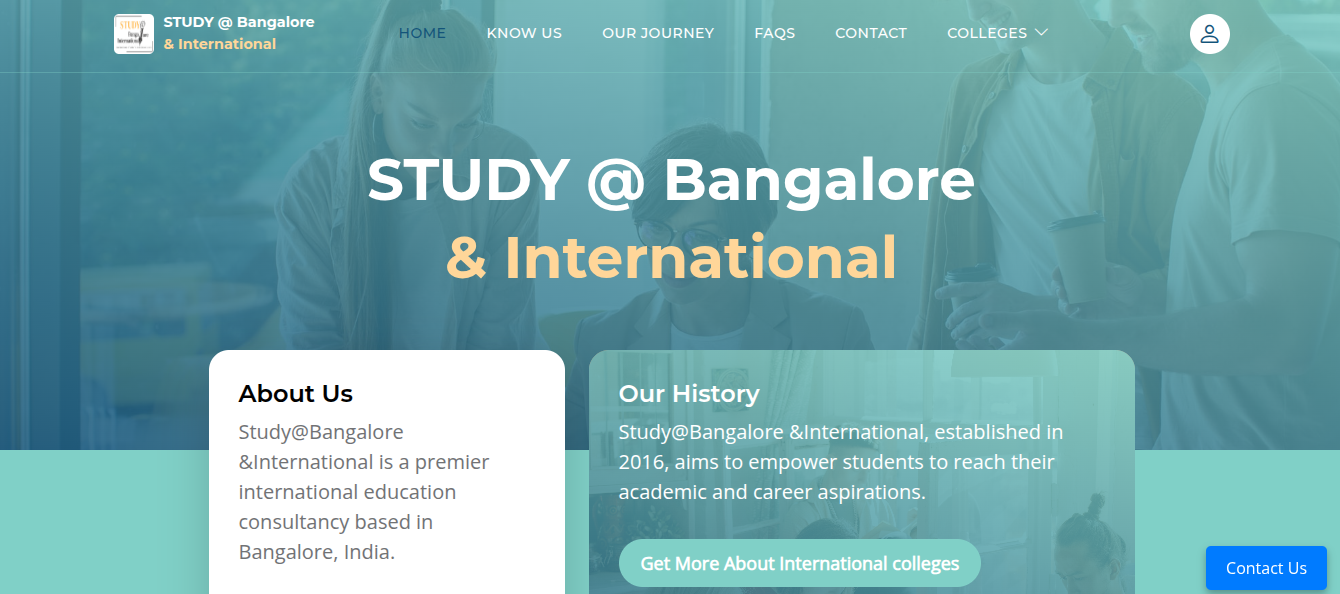 STUDY @ Bangalore
& International
HOME
KNOW US
OUR JOURNEY
FAQS
CONTACT
COLLEGES
STUDY @ Bangalore
& International
About Us
Study@Bangalore
&International is a premier
international education
consultancy based in
Bangalore, India.
Our History
Study@Bangalore &International, established in
2016, aims to empower students to reach their
academic and career aspirations.
Get More About International colleges
Contact Us